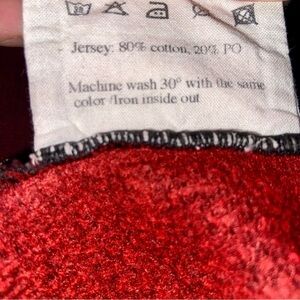 - Jersey: 80% cotton, 20% PO
Machine wash 30° with the same
color /Iron inside out